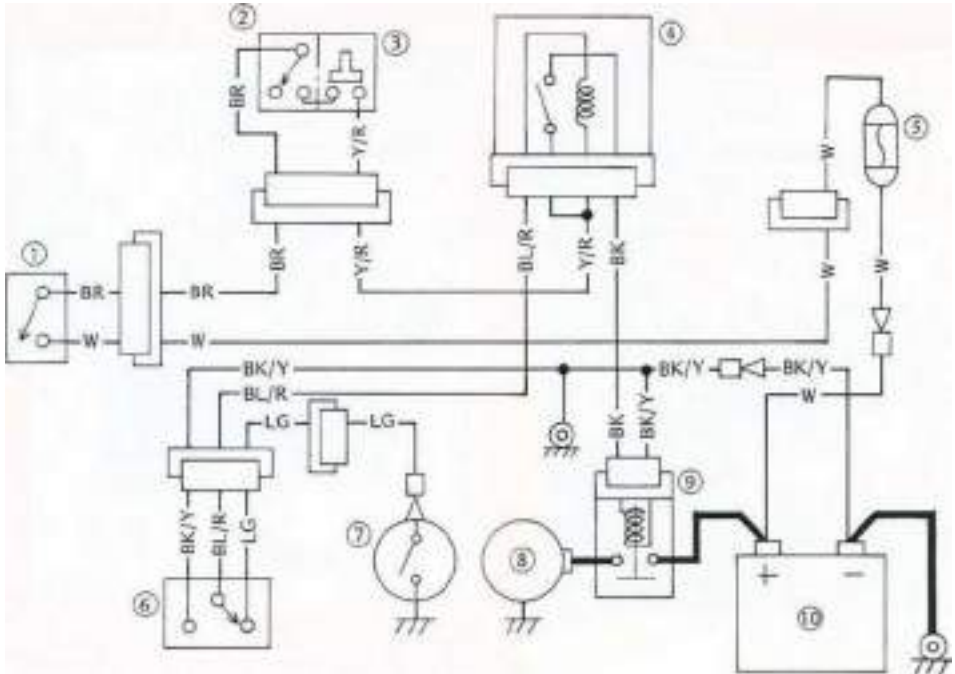 ②
③
④
BR
Y/R
W
⑤
①
BR
Y/R
BL/R
Y/R
BK
W
W
BR
BR
W
W
BK/Y
BK/Y
BK/Y
BL/R
W
LG
LG
BK
BK/Y
⑨
BK/Y
BL/R
LG
⑦
⑧
+
−
⑥
⑩